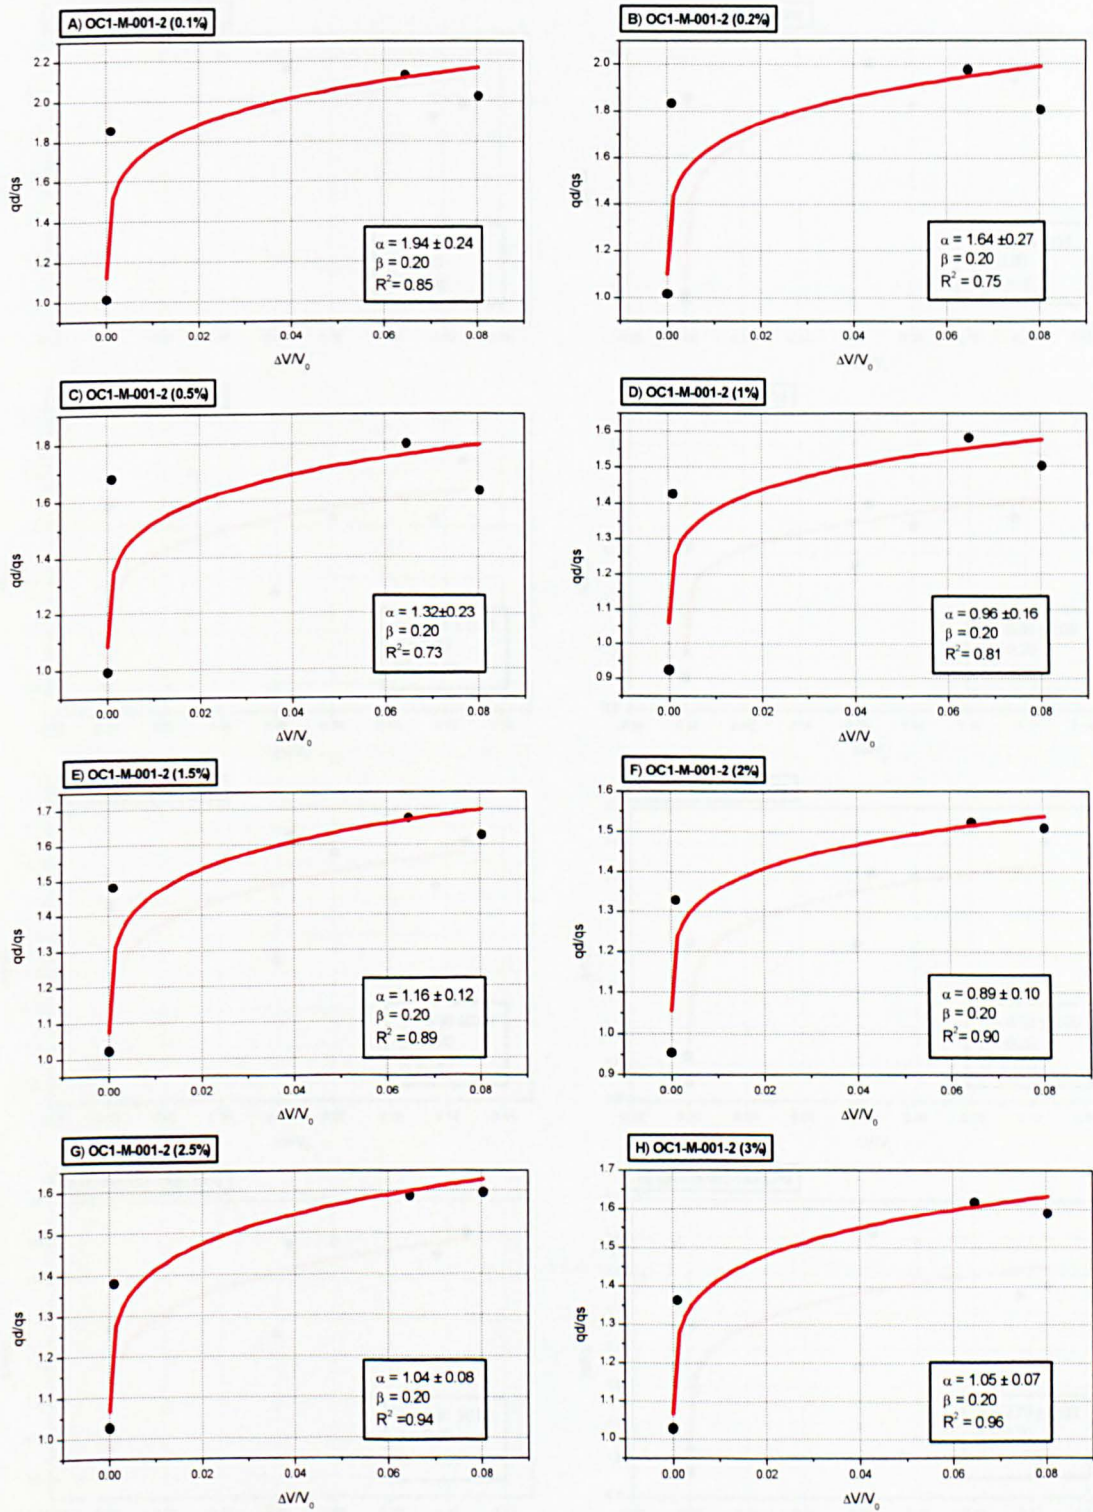 A) OC1-M-001-2 (0.1%)
qd/qs
2.2
2.0
1.8
1.6
1.4
1.2
1.0
α = 1.94 ± 0.24
β = 0.20
R² = 0.85
0.00 0.02 0.04 0.06 0.08
ΔV/V₀
B) OC1-M-001-2 (0.2%)
qd/qs
2.0
1.8
1.6
1.4
1.2
1.0
α = 1.64 ±0.27
β = 0.20
R² = 0.75
0.00 0.02 0.04 0.06 0.08
ΔV/V₀
C) OC1-M-001-2 (0.5%)
qd/qs
1.8
1.6
1.4
1.2
1.0
α = 1.32±0.23
β = 0.20
R²= 0.73
0.00 0.02 0.04 0.06 0.08
ΔV/V₀
D) OC1-M-001-2 (1%)
qd/qs
1.6
1.5
1.4
1.3
1.2
1.1
1.0
0.9
α = 0.96 ±0.16
β = 0.20
R²= 0.81
0.00 0.02 0.04 0.06 0.08
ΔV/V₀
E) OC1-M-001-2 (1.5%)
qd/qs
1.7
1.6
1.5
1.4
1.3
1.2
1.1
1.0
α = 1.16 ± 0.12
β = 0.20
R² = 0.89
0.00 0.02 0.04 0.06 0.08
ΔV/V₀
F) OC1-M-001-2 (2%)
qd/qs
1.6
1.5
1.4
1.3
1.2
1.1
1.0
0.9
α = 0.89 ± 0.10
β = 0.20
R² = 0.90
0.00 0.02 0.04 0.06 0.08
ΔV/V₀
G) OC1-M-001-2 (2.5%)
qd/qs
1.6
1.5
1.4
1.3
1.2
1.1
1.0
α = 1.04 ± 0.08
β = 0.20
R² =0.94
0.00 0.02 0.04 0.06 0.08
ΔV/V₀
H) OC1-M-001-2 (3%)
qd/qs
1.7
1.6
1.5
1.4
1.3
1.2
1.1
1.0
α = 1.05 ± 0.07
β = 0.20
R² = 0.96
0.00 0.02 0.04 0.06 0.08
ΔV/V₀